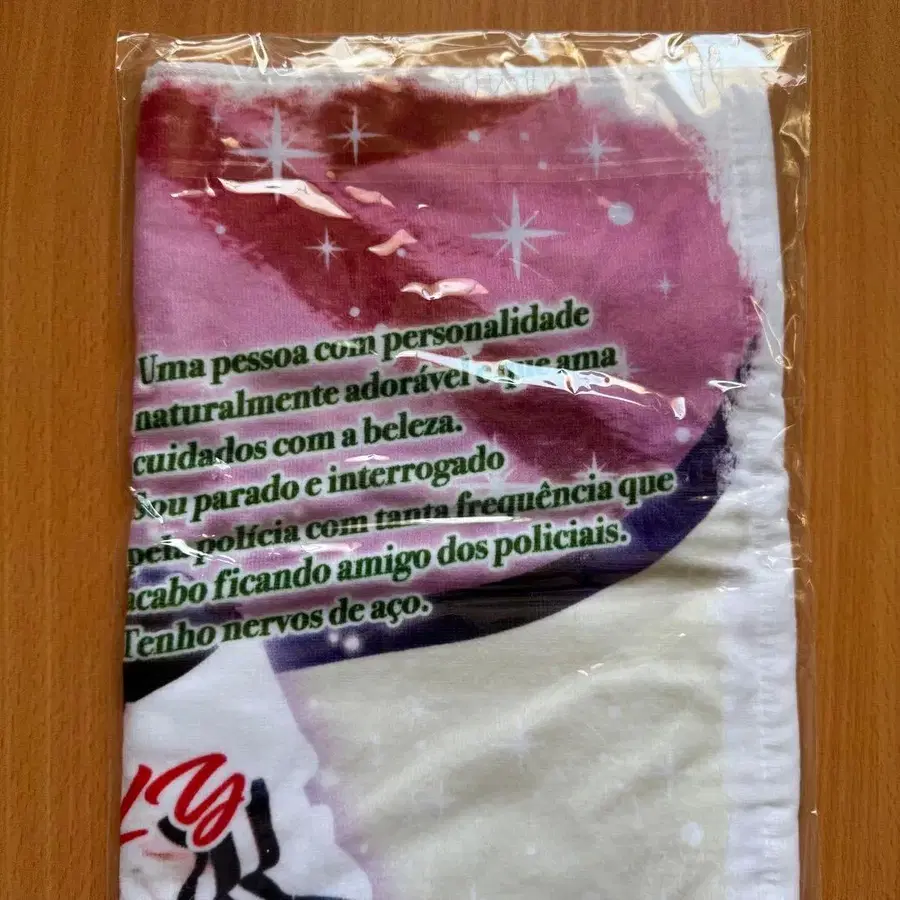 Uma pessoa com personalidade
naturalmente adorável e que ama
cuidados com a beleza.
Sou parado e interrogado
pela polícia com tanta frequência que
acabo ficando amigo dos policiais.
Tenho nervos de aço.
LY